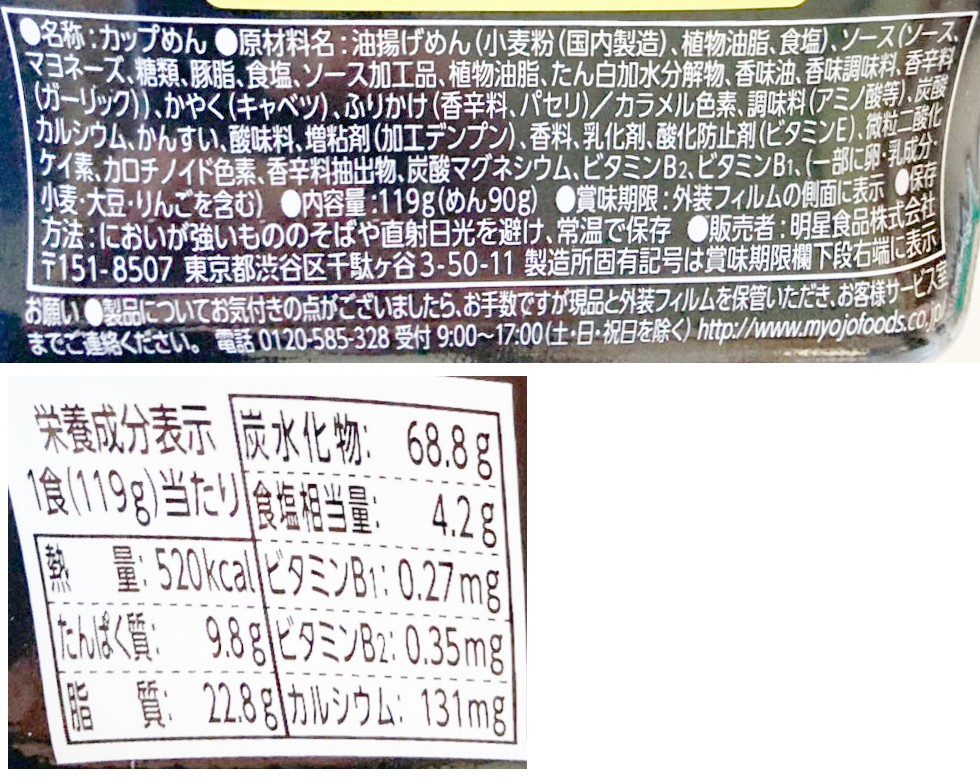 ●名称:カップめん ●原材料名:油揚げめん(小麦粉(国内製造)、植物油脂、食塩)、ソース(ソース、
マヨネーズ、糖類、豚脂、食塩、ソース加工品、植物油脂、たん白加水分解物、香味油、香味調味料、香辛料
(ガーリック))、かやく(キャベツ)、ふりかけ(香辛料、パセリ)/カラメル色素、調味料(アミノ酸等)、炭酸
カルシウム、かんすい、酸味料、増粘剤(加工デンプン)、香料、乳化剤、酸化防止剤(ビタミンE)、微粒二酸化
ケイ素、カロチノイド色素、香辛料抽出物、炭酸マグネシウム、ビタミンB2、ビタミンB1、(一部に卵・乳成分・
小麦・大豆・りんごを含む) ●内容量:119g(めん90g) ●賞味期限:外装フィルムの側面に表示 ●保存
方法:においが強いもののそばや直射日光を避け、常温で保存 ●販売者:明星食品株式会社
〒151-8507 東京都渋谷区千駄ヶ谷3-50-11 製造所固有記号は賞味期限欄下段右端に表示
お願い●製品についてお気付きの点がございましたら、お手数ですが現品と外装フィルムを保管いただき、お客様サービス室
までご連絡ください。 電話 0120-585-328 受付 9:00〜17:00(土・日・祝日を除く) http://www.myojofoods.co.jp/
栄養成分表示
1食(119g)当たり
熱量: 520kcal
たんぱく質: 9.8g
脂質: 22.8g
炭水化物: 68.8g
食塩相当量: 4.2g
ビタミンB1: 0.27mg
ビタミンB2: 0.35mg
カルシウム: 131mg